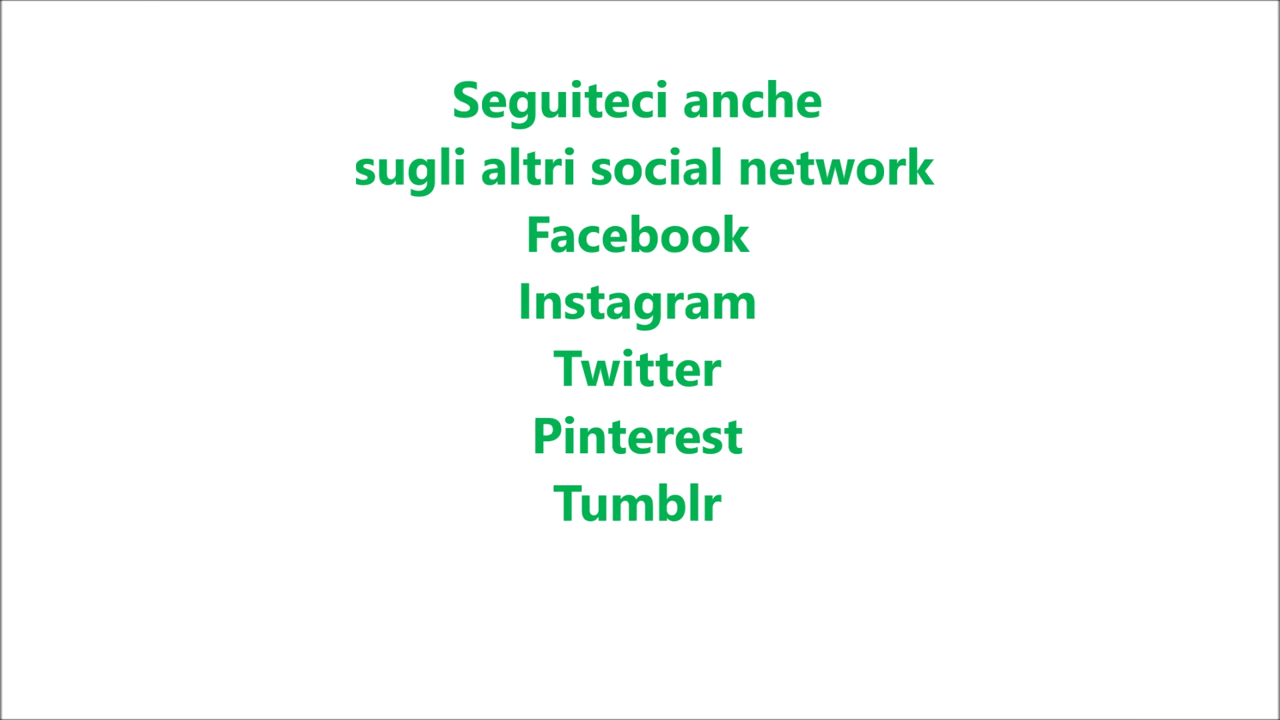 Seguiteci anche
sugli altri social network
Facebook
Instagram
Twitter
Pinterest
Tumblr